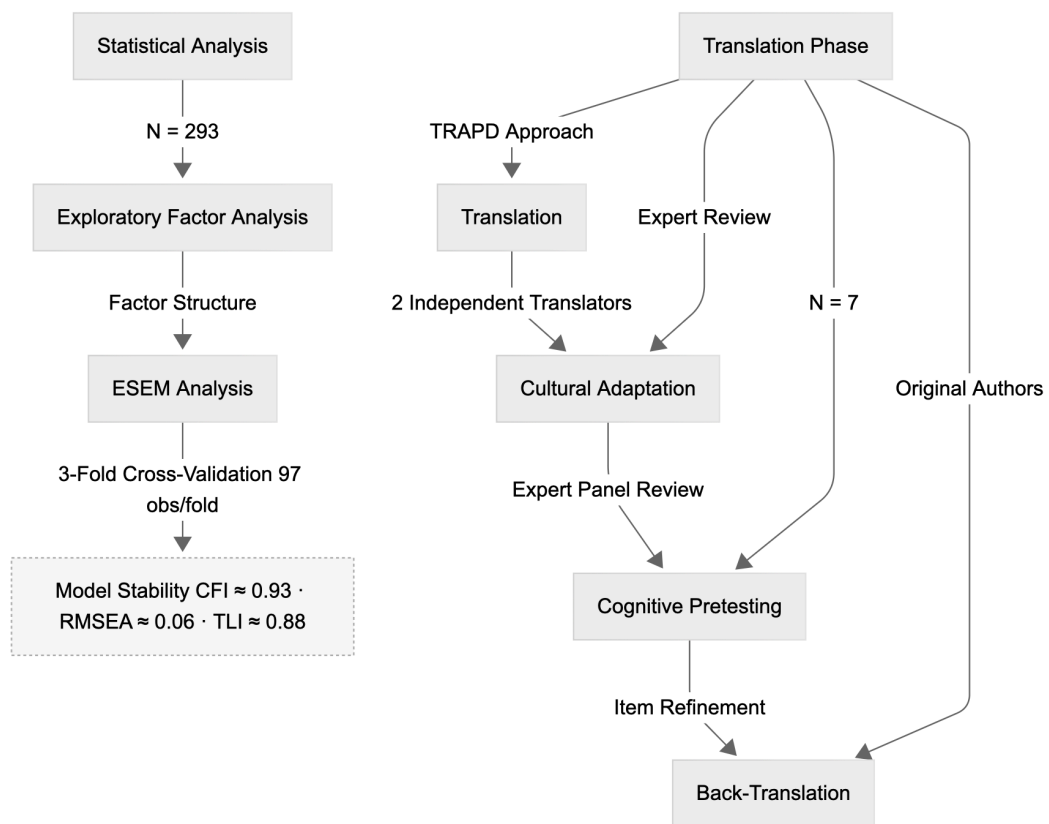 Statistical Analysis
N = 293
Exploratory Factor Analysis
Factor Structure
ESEM Analysis
3-Fold Cross-Validation 97
obs/fold
Model Stability CFI ≈ 0.93 ·
RMSEA ≈ 0.06 · TLI ≈ 0.88
Translation Phase
TRAPD Approach
Translation
Expert Review
2 Independent Translators
N = 7
Cultural Adaptation
Original Authors
Expert Panel Review
Cognitive Pretesting
Item Refinement
Back-Translation